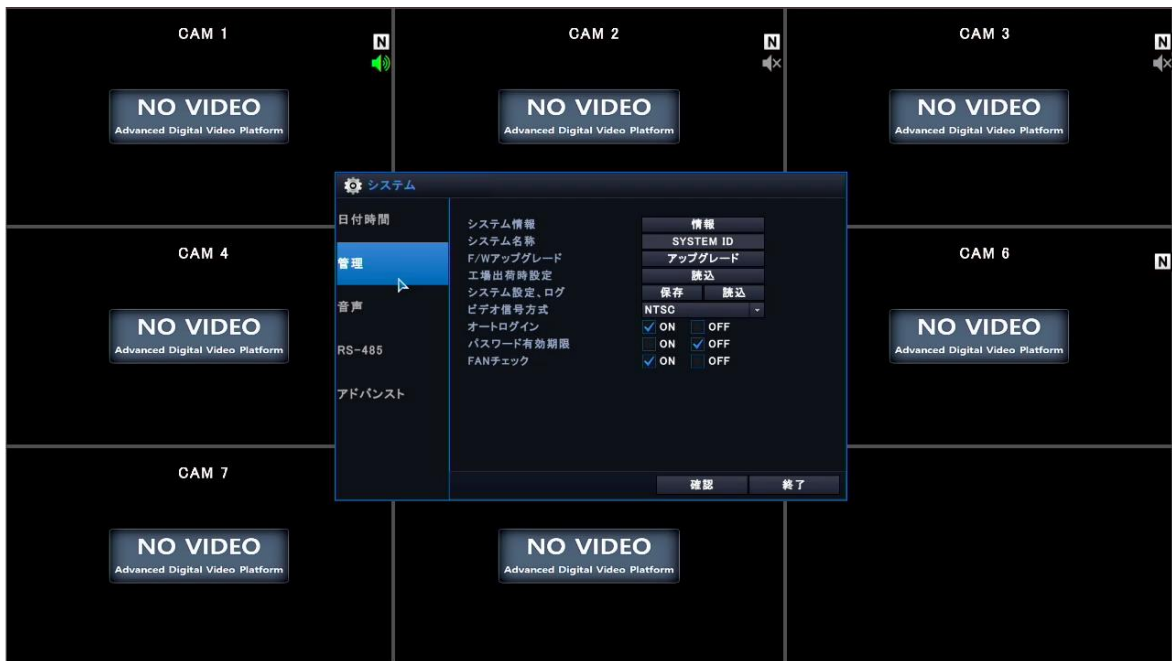 CAM 1
N
NO VIDEO
Advanced Digital Video Platform
CAM 2
N
NO VIDEO
Advanced Digital Video Platform
CAM 3
N
NO VIDEO
Advanced Digital Video Platform
システム
日付時間
管理
音声
RS-485
アドバンスト
システム情報 情報
システム名称 SYSTEM ID
F/Wアップグレード アップグレード
工場出荷時設定 読込
システム設定、ログ 保存 読込
ビデオ信号方式 NTSC
オートログイン ON OFF
パスワード有効期限 ON OFF
FANチェック ON OFF
確認 終了
CAM 4
NO VIDEO
Advanced Digital Video Platform
CAM 6
N
NO VIDEO
Advanced Digital Video Platform
CAM 7
NO VIDEO
Advanced Digital Video Platform
NO VIDEO
Advanced Digital Video Platform